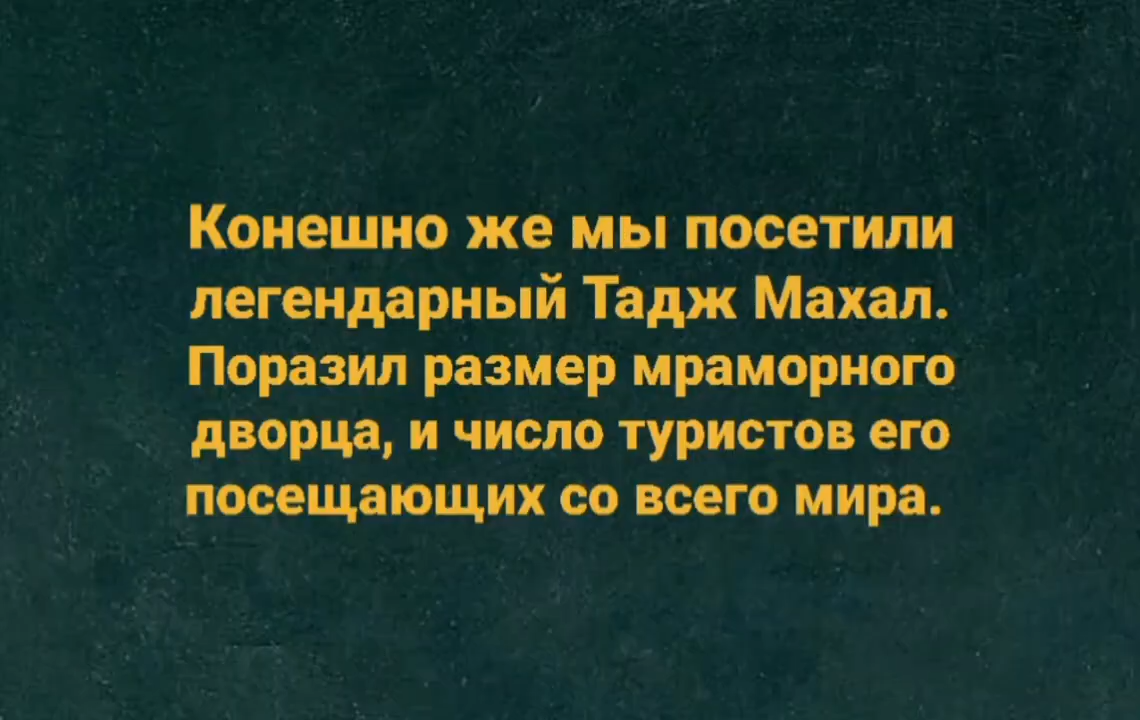 Конешно же мы посетили
легендарный Тадж Махал.
Поразил размер мраморного
дворца, и число туристов его
посещающих со всего мира.